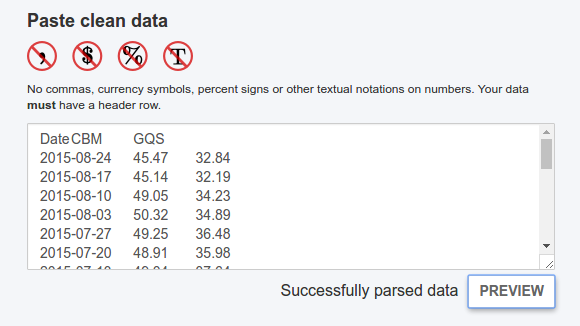 Paste clean data
, $ % T
No commas, currency symbols, percent signs or other textual notations on numbers. Your data
must have a header row.
Date CBM GQS
2015-08-24 45.47 32.84
2015-08-17 45.14 32.19
2015-08-10 49.05 34.23
2015-08-03 50.32 34.89
2015-07-27 49.25 36.48
2015-07-20 48.91 35.98
Successfully parsed data PREVIEW